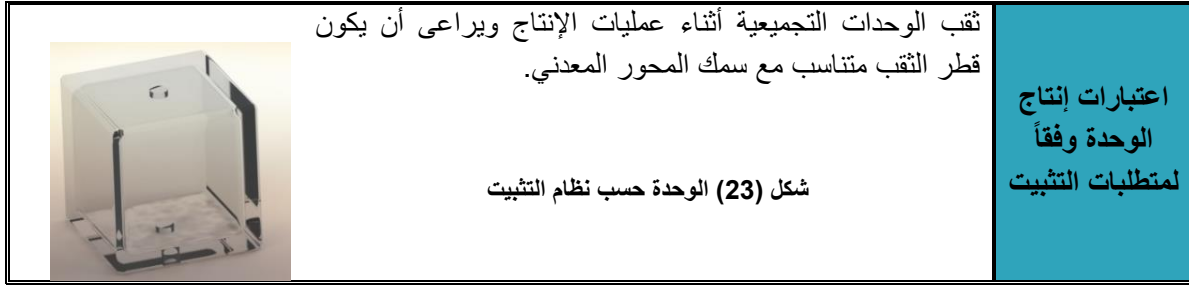 اعتبارات إنتاج
الوحدة وفقاً
لمتطلبات التثبيت
ثقب الوحدات التجميعية أثناء عمليات الإنتاج ويراعى أن يكون
قطر الثقب متناسب مع سمك المحور المعدني.
شكل (23) الوحدة حسب نظام التثبيت